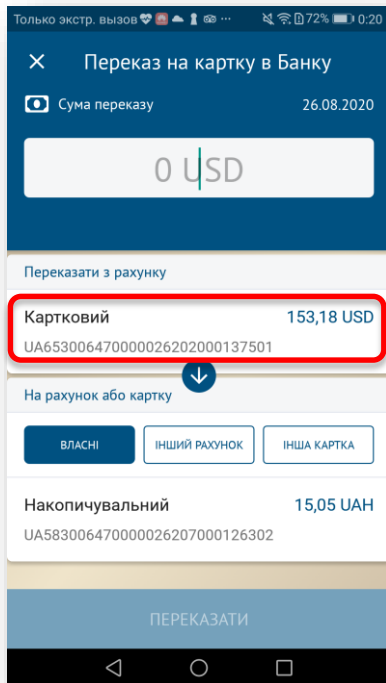 Только экстр. вызов 72% 0:20
Переказ на картку в Банку
Сума переказу 26.08.2020
0 USD
Переказати з рахунку
Картковий 153,18 USD
UA653006470000026202000137501
На рахунок або картку
ВЛАСНІ ІНШИЙ РАХУНОК ІНША КАРТКА
Накопичувальний 15,05 UAH
UA583006470000026207000126302
ПЕРЕКАЗАТИ